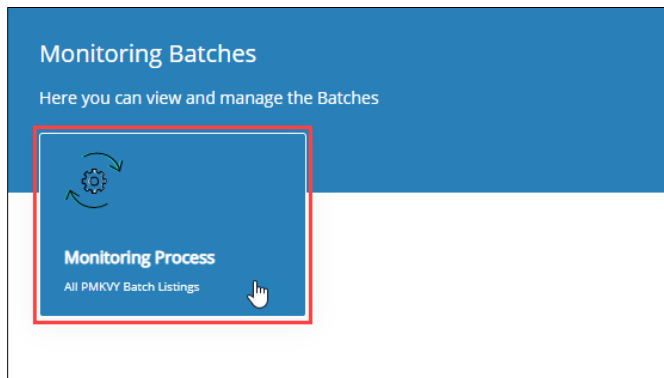 Monitoring Batches
Here you can view and manage the Batches
Monitoring Process
All PMKVY Batch Listings